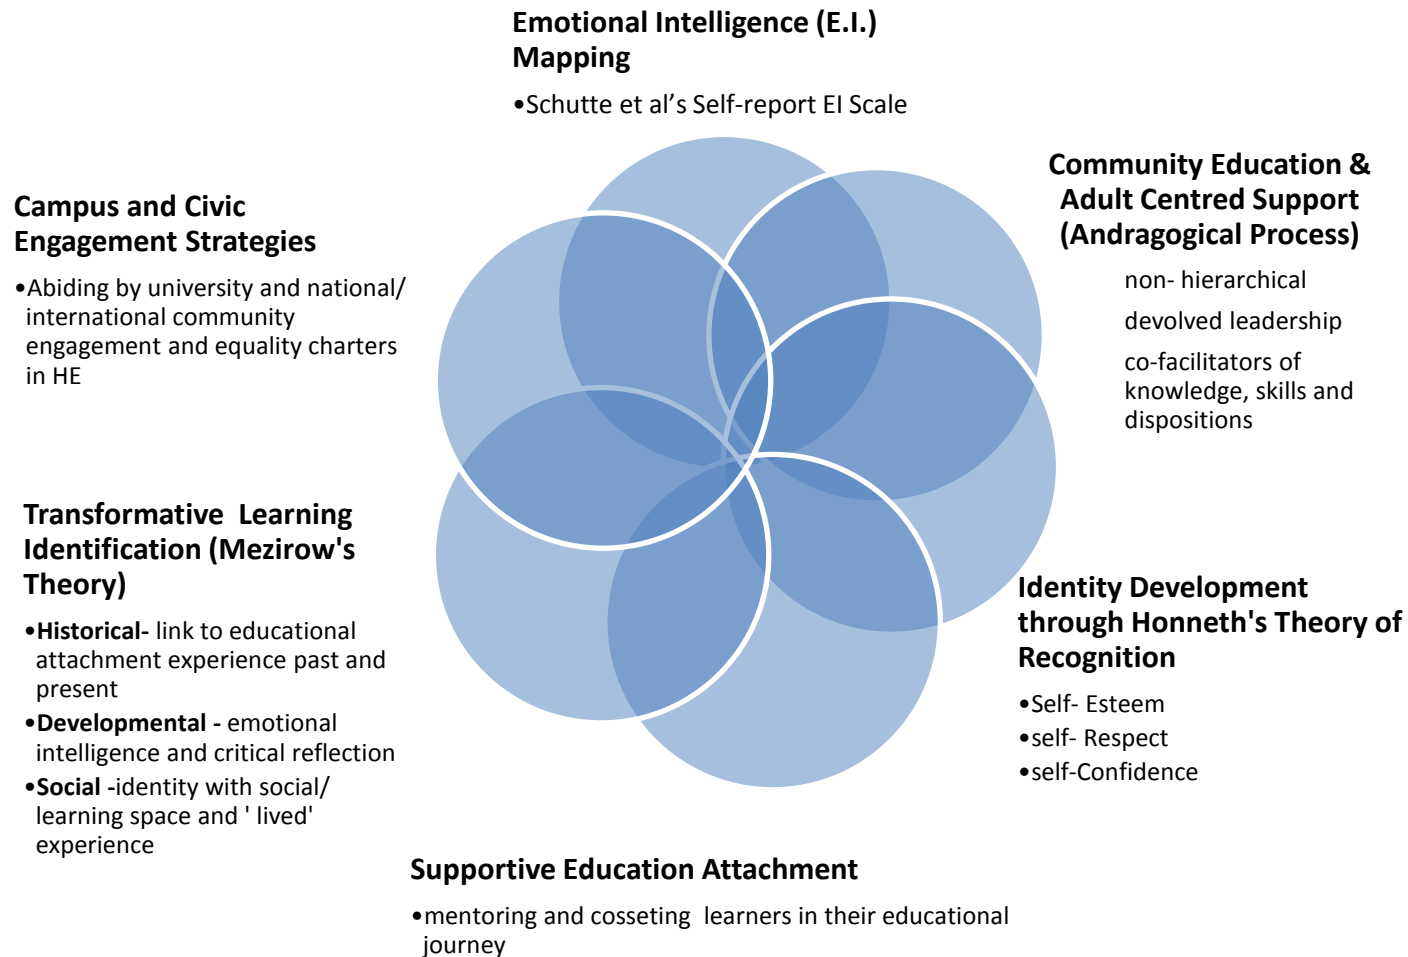 Emotional Intelligence (E.I.)
Mapping
•Schutte et al’s Self-report EI Scale
Community Education &
Adult Centred Support
(Andragogical Process)
non- hierarchical
devolved leadership
co-facilitators of
knowledge, skills and
dispositions
Identity Development
through Honneth's Theory of
Recognition
•Self- Esteem
•self- Respect
•self-Confidence
Supportive Education Attachment
•mentoring and cosseting  learners in their educational
journey
Transformative  Learning
Identification (Mezirow's
Theory)
•Historical- link to educational
attachment experience past and
present
•Developmental - emotional
intelligence and critical reflection
•Social -identity with social/
learning space and ' lived'
experience
Campus and Civic
Engagement Strategies
•Abiding by university and national/
international community
engagement and equality charters
in HE